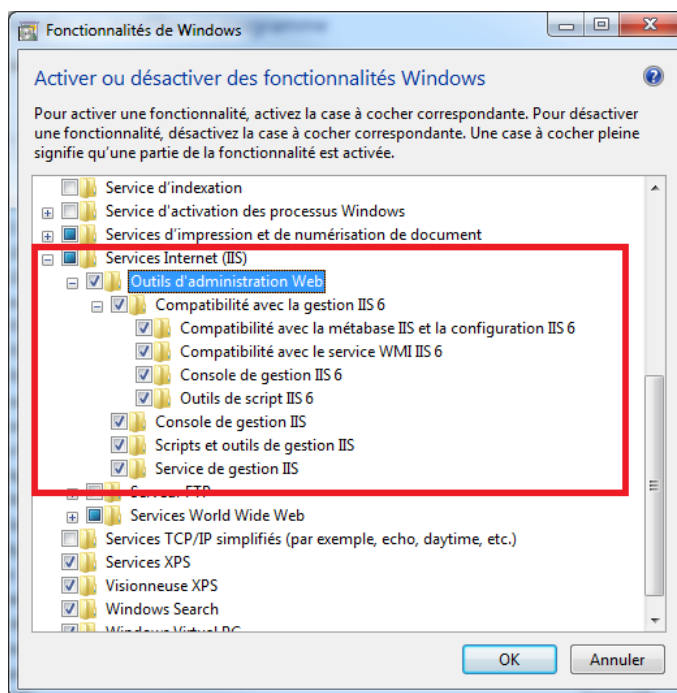 Fonctionnalités de Windows
Activer ou désactiver des fonctionnalités Windows
Pour activer une fonctionnalité, activez la case à cocher correspondante. Pour désactiver
une fonctionnalité, désactivez la case à cocher correspondante. Une case à cocher pleine
signifie qu'une partie de la fonctionnalité est activée.
Service d'indexation
Service d'activation des processus Windows
Services d'impression et de numérisation de document
Services Internet (IIS)
Outils d'administration Web
Compatibilité avec la gestion IIS 6
Compatibilité avec la métabase IIS et la configuration IIS 6
Compatibilité avec le service WMI IIS 6
Console de gestion IIS 6
Outils de script IIS 6
Console de gestion IIS
Scripts et outils de gestion IIS
Service de gestion IIS
Serveur FTP
Services World Wide Web
Services TCP/IP simplifiés (par exemple, echo, daytime, etc.)
Services XPS
Visionneuse XPS
Windows Search
Windows Virtual PC
OK
Annuler